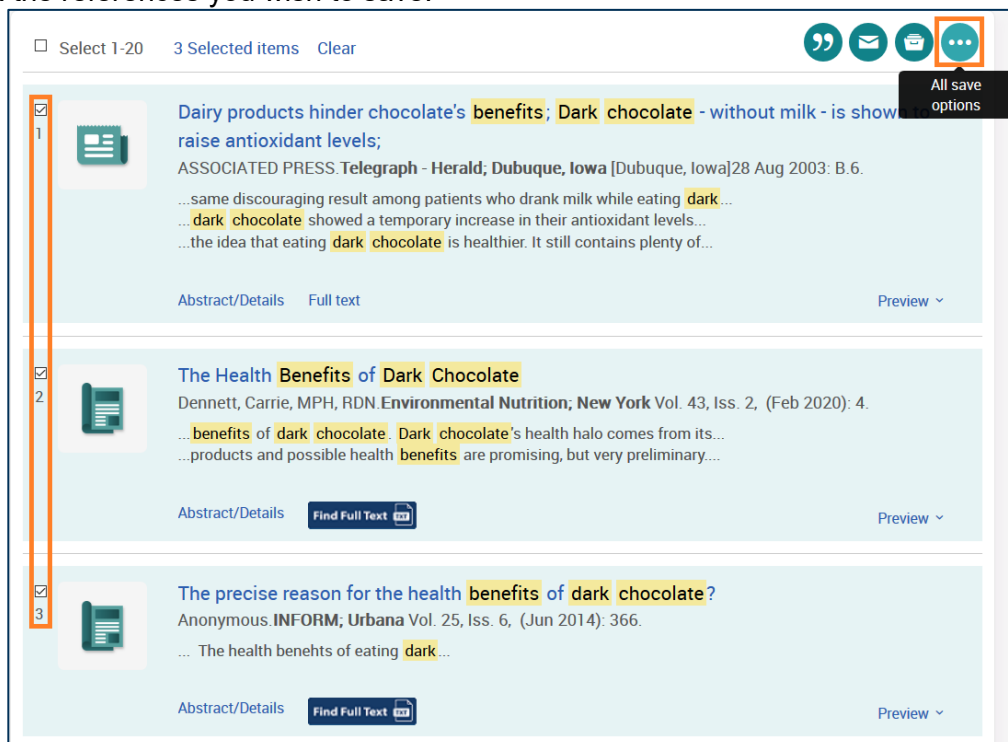 the references you wish to save.
Select 1-20 3 Selected items Clear
All save
options
1
Dairy products hinder chocolate's benefits; Dark chocolate - without milk - is shown to
raise antioxidant levels;
ASSOCIATED PRESS.Telegraph - Herald; Dubuque, Iowa [Dubuque, Iowa]28 Aug 2003: B.6.
...same discouraging result among patients who drank milk while eating dark...
...dark chocolate showed a temporary increase in their antioxidant levels...
...the idea that eating dark chocolate is healthier. It still contains plenty of...
Abstract/Details Full text Preview
2
The Health Benefits of Dark Chocolate
Dennett, Carrie, MPH, RDN.Environmental Nutrition; New York Vol. 43, Iss. 2, (Feb 2020): 4.
...benefits of dark chocolate. Dark chocolate's health halo comes from its...
...products and possible health benefits are promising, but very preliminary....
Abstract/Details Find Full Text TXT Preview
3
The precise reason for the health benefits of dark chocolate?
Anonymous.INFORM; Urbana Vol. 25, Iss. 6, (Jun 2014): 366.
... The health benehts of eating dark...
Abstract/Details Find Full Text TXT Preview